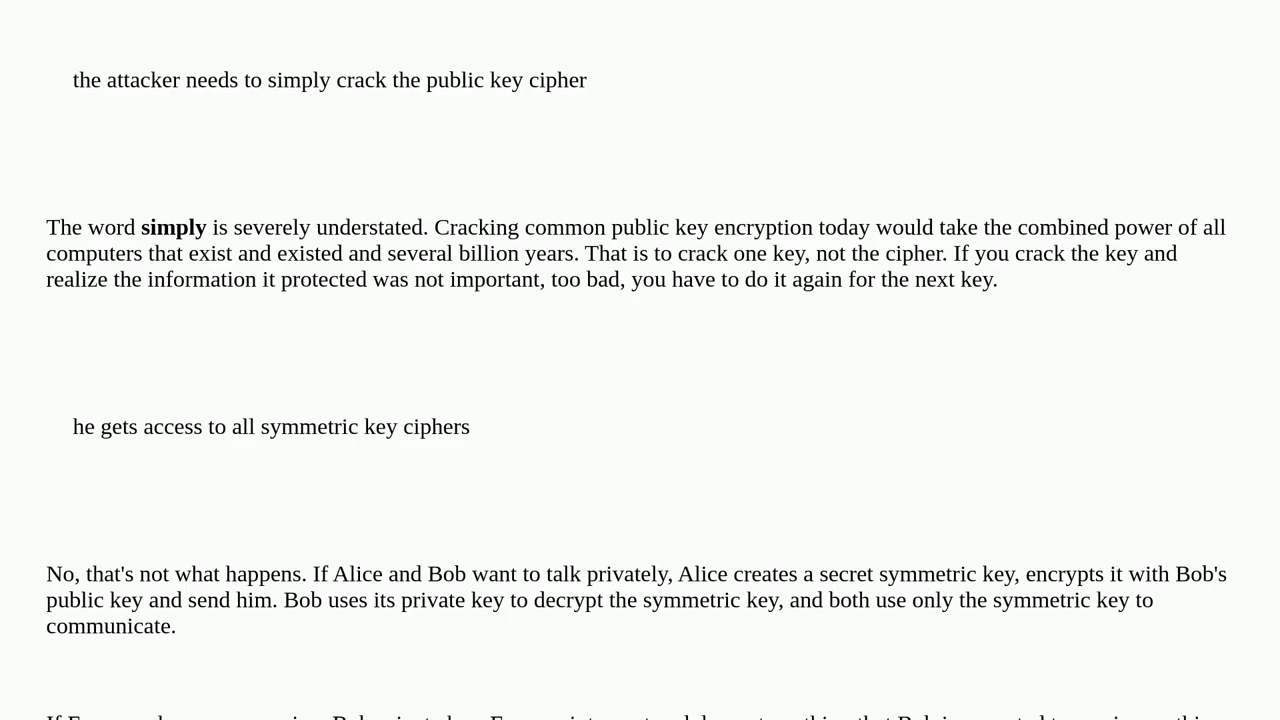 the attacker needs to simply crack the public key cipher
The word simply is severely understated. Cracking common public key encryption today would take the combined power of all
computers that exist and existed and several billion years. That is to crack one key, not the cipher. If you crack the key and
realize the information it protected was not important, too bad, you have to do it again for the next key.
he gets access to all symmetric key ciphers
No, that's not what happens. If Alice and Bob want to talk privately, Alice creates a secret symmetric key, encrypts it with Bob's
public key and send him. Bob uses its private key to decrypt the symmetric key, and both use only the symmetric key to
communicate.